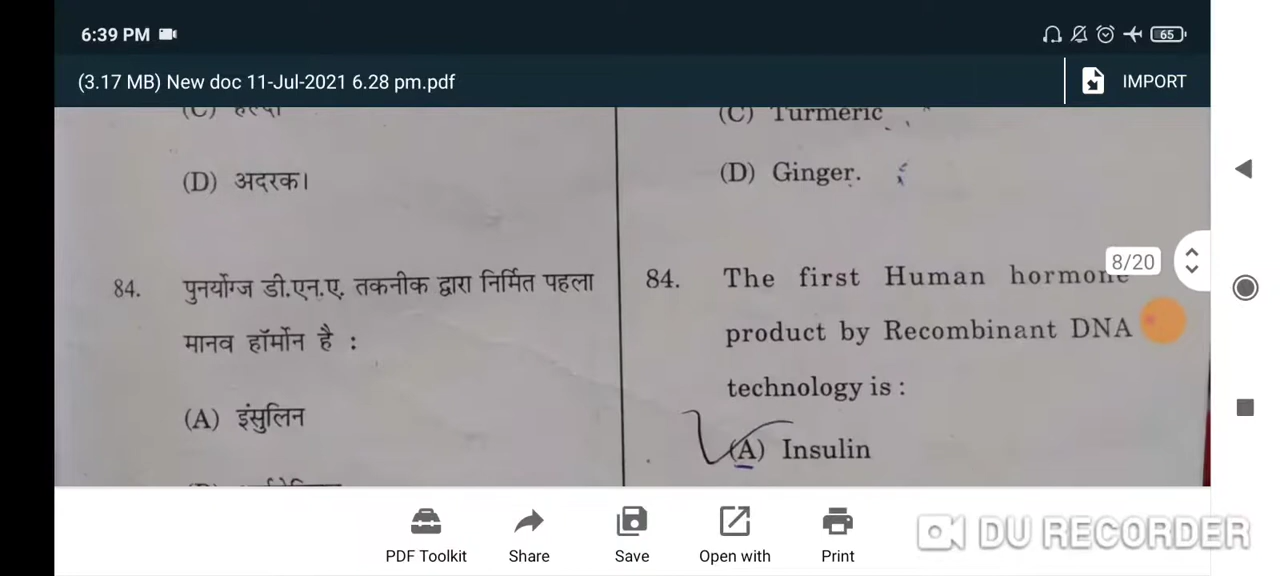 6:39 PM
65
(3.17 MB) New doc 11-Jul-2021 6.28 pm.pdf
IMPORT
(C) हल्दी
(D) अदरक।
84. पुनर्योग्ज डी.एन.ए. तकनीक द्वारा निर्मित पहला
मानव हॉर्मोन है :
(A) इंसुलिन
(C) Turmeric
(D) Ginger.
84. The first Human hormone
product by Recombinant DNA
technology is :
(A) Insulin
8/20
PDF Toolkit
Share
Save
Open with
Print
DU RECORDER